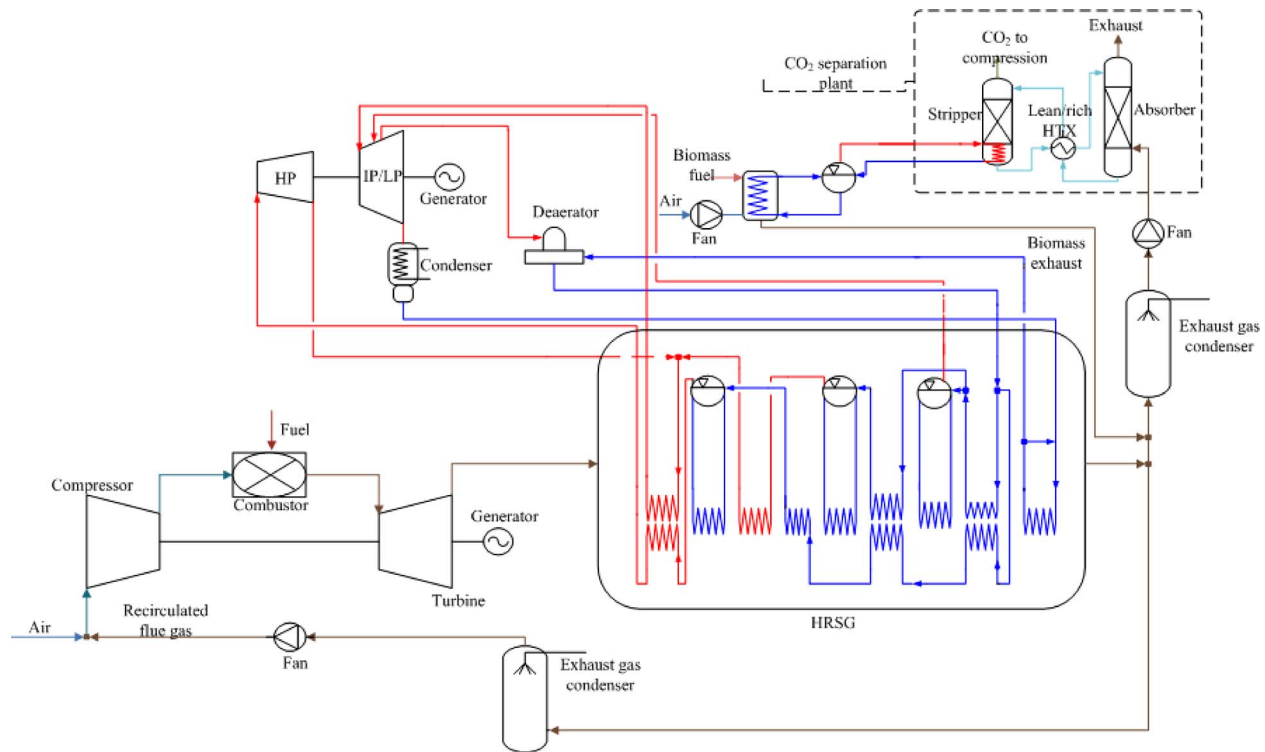 Exhaust
CO₂ to
compression
CO₂ separation
plant
Stripper
Lean/rich
HTX
Absorber
Biomass
fuel
HP
IP/LP
Generator
Air
Fan
Deaerator
Condenser
Biomass
exhaust
Fan
Exhaust gas
condenser
Fuel
Compressor
Combustor
Generator
Turbine
HRSG
Recirculated
flue gas
Air
Fan
Exhaust gas
condenser